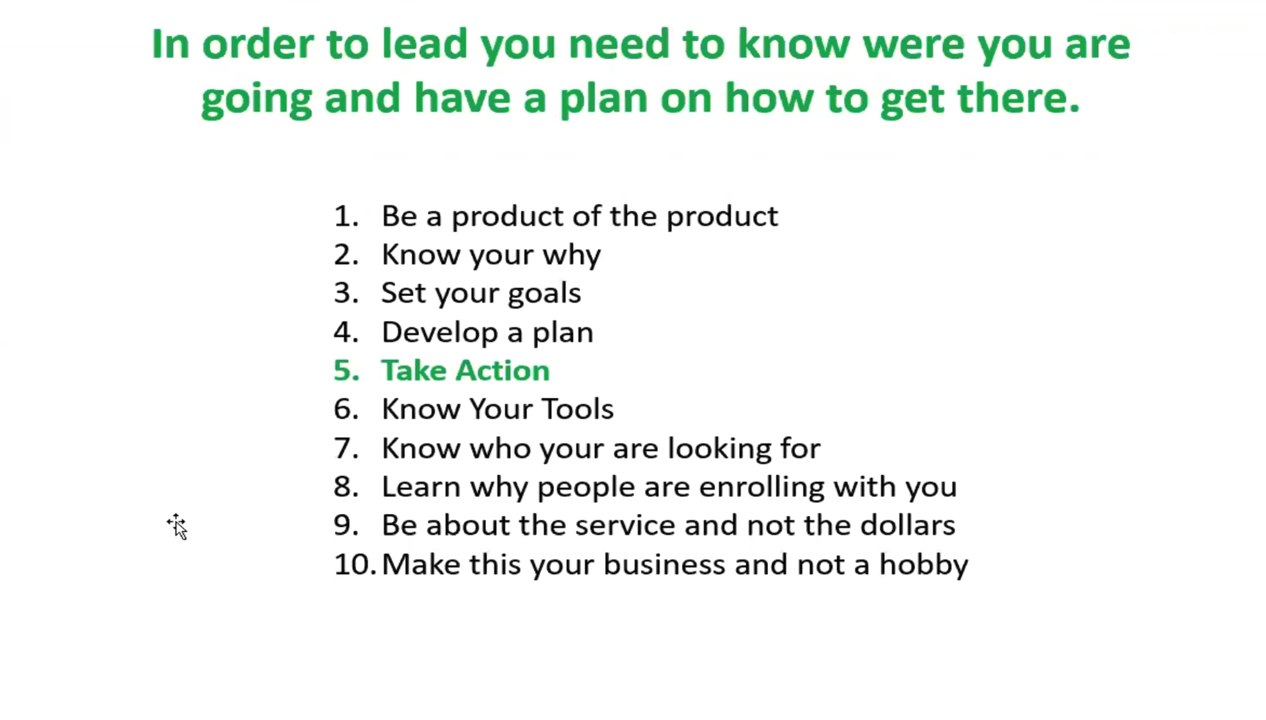 In order to lead you need to know were you are
going and have a plan on how to get there.
1. Be a product of the product
2. Know your why
3. Set your goals
4. Develop a plan
5. Take Action
6. Know Your Tools
7. Know who your are looking for
8. Learn why people are enrolling with you
9. Be about the service and not the dollars
10. Make this your business and not a hobby